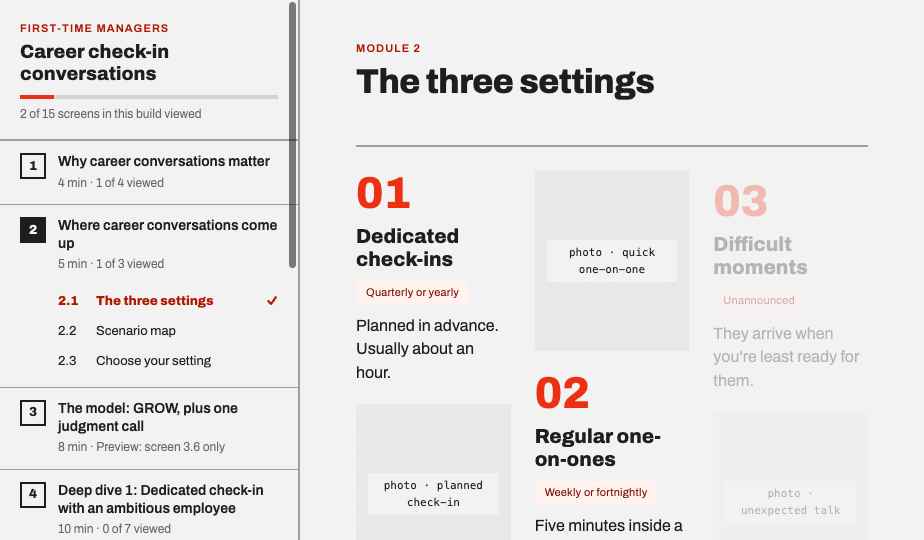 FIRST-TIME MANAGERS
Career check-in
conversations
2 of 15 screens in this build viewed
1
Why career conversations matter
4 min · 1 of 4 viewed
2
Where career conversations come
up
5 min · 1 of 3 viewed
2.1 The three settings
2.2 Scenario map
2.3 Choose your setting
3
The model: GROW, plus one
judgment call
8 min · Preview: screen 3.6 only
4
Deep dive 1: Dedicated check-in
with an ambitious employee
10 min · 0 of 7 viewed
MODULE 2
The three settings
01
Dedicated
check-ins
Quarterly or yearly
Planned in advance.
Usually about an
hour.
photo · planned
check-in
photo · quick
one-on-one
02
Regular one-
on-ones
Weekly or fortnightly
Five minutes inside a
03
Difficult
moments
Unannounced
They arrive when
you're least ready for
them.
photo ·
unexpected talk